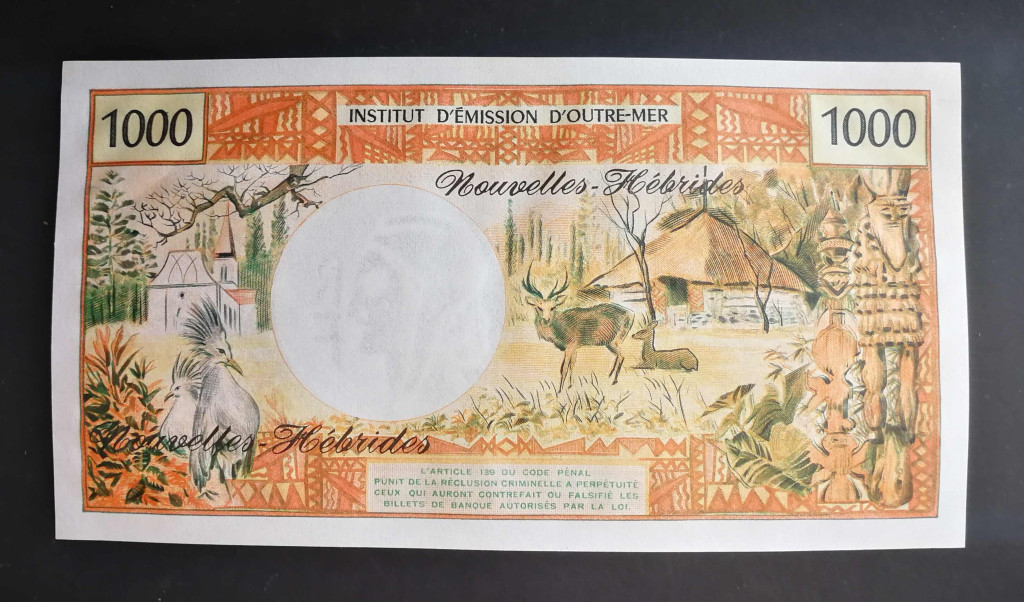 1000
INSTITUT D'ÉMISSION D'OUTRE-MER
1000
Nouvelles-Hébrides
Nouvelles-Hébrides
L'ARTICLE 139 DU CODE PÉNAL
PUNIT DE LA RÉCLUSION CRIMINELLE A PERPÉTUITÉ
CEUX QUI AURONT CONTREFAIT OU FALSIFIÉ LES
BILLETS DE BANQUE AUTORISÉS PAR LA LOI.